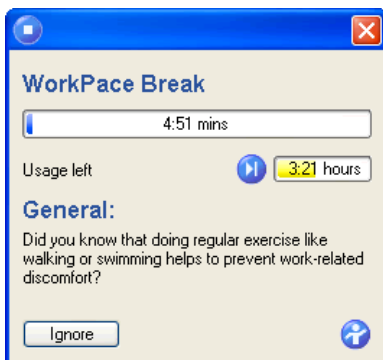 WorkPace Break
4:51 mins
Usage left
3:21 hours
General:
Did you know that doing regular exercise like
walking or swimming helps to prevent work-related
discomfort?
Ignore